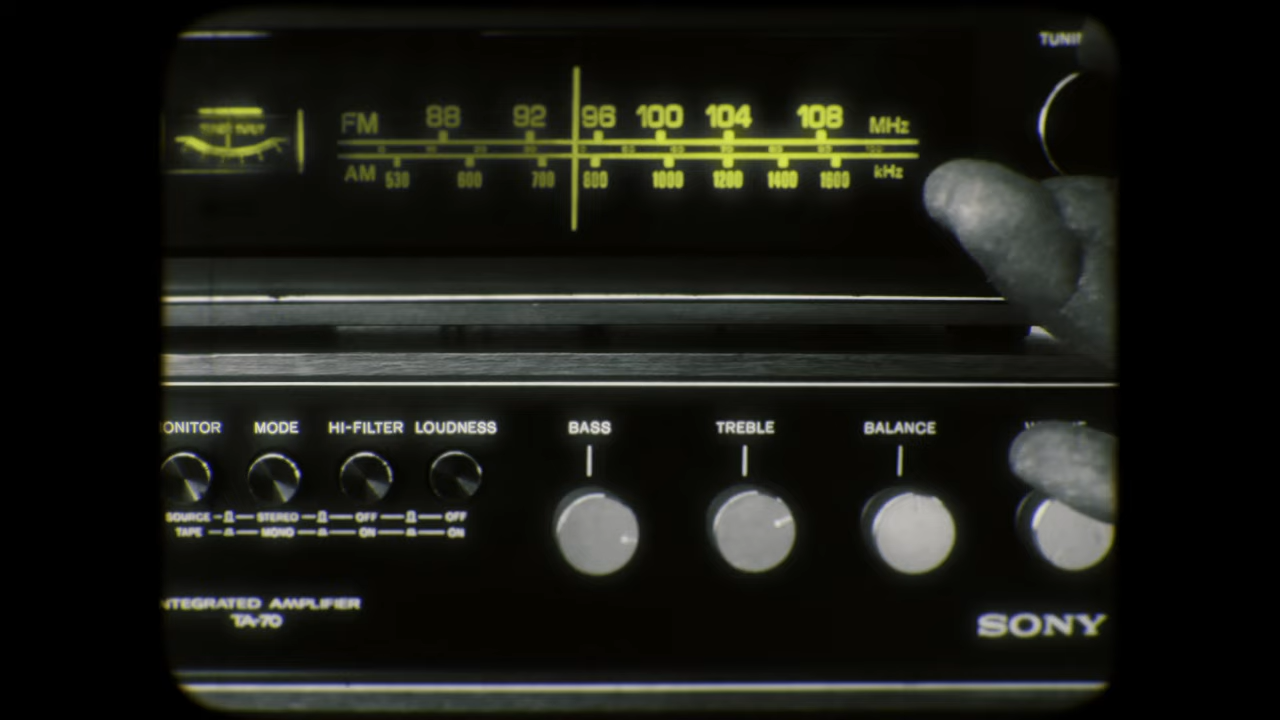 TUNI
FM 88 92 96 100 104 108 MHz
AM 530 600 700 800 1000 1200 1400 1600 kHz
ONITOR MODE HI-FILTER LOUDNESS BASS TREBLE BALANCE
SOURCE STEREO OFF OFF
TAPE MONO ON ON
NTEGRATED AMPLIFIER
TA-70
SONY